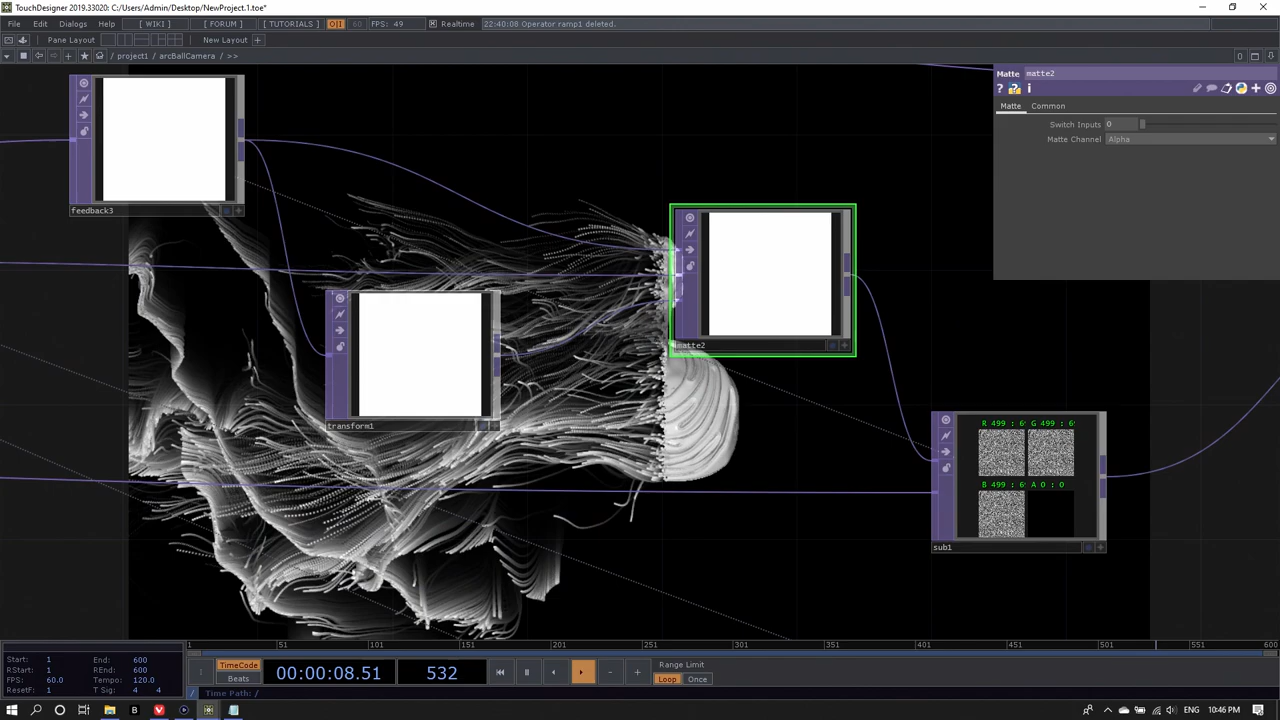 TouchDesigner 2019.33020: C:/Users/Admin/Desktop/NewProject.1.toe*
File Edit Dialogs Help [ WIKI ] [ FORUM ] [ TUTORIALS ] O|I 60 FPS: 49 Realtime 22:40:08 Operator ramp1 deleted.
Pane Layout New Layout +
/ project1 / arcBallCamera / >> 0
Matte matte2
? ? i
Matte Common
Switch Inputs 0
Matte Channel Alpha
feedback3
matte2
transform1
R 499 : 6 G 499 : 6
B 499 : 6 A 0 : 0
sub1
1 51 101 151 201 251 301 351 401 451 501 551 600
Start: 1 End: 600
RStart: 1 REnd: 600
FPS: 60.0 Tempo: 120.0
ResetF: 1 T Sig: 4 4
TimeCode
Beats
00:00:08.51 532
Range Limit
Loop Once
/ Time Path: /
ENG 10:46 PM